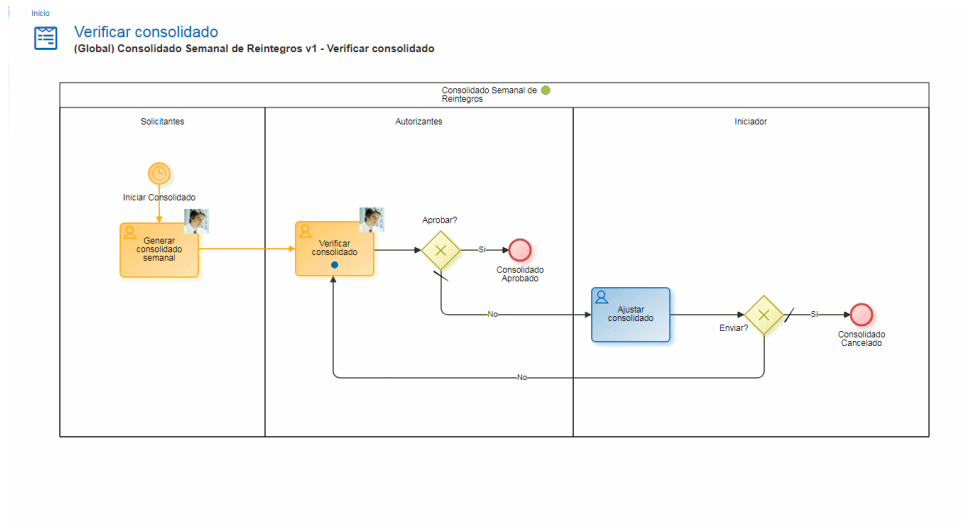 Inicio
Verificar consolidado
(Global) Consolidado Semanal de Reintegros v1 - Verificar consolidado
Consolidado Semanal de
Reintegros
Solicitantes
Autorizantes
Iniciador
Iniciar Consolidado
Generar
consolidado
semanal
Verificar
consolidado
Aprobar?
Si
Consolidado
Aprobado
No
Ajustar
consolidado
Enviar?
Si
Consolidado
Cancelado
No